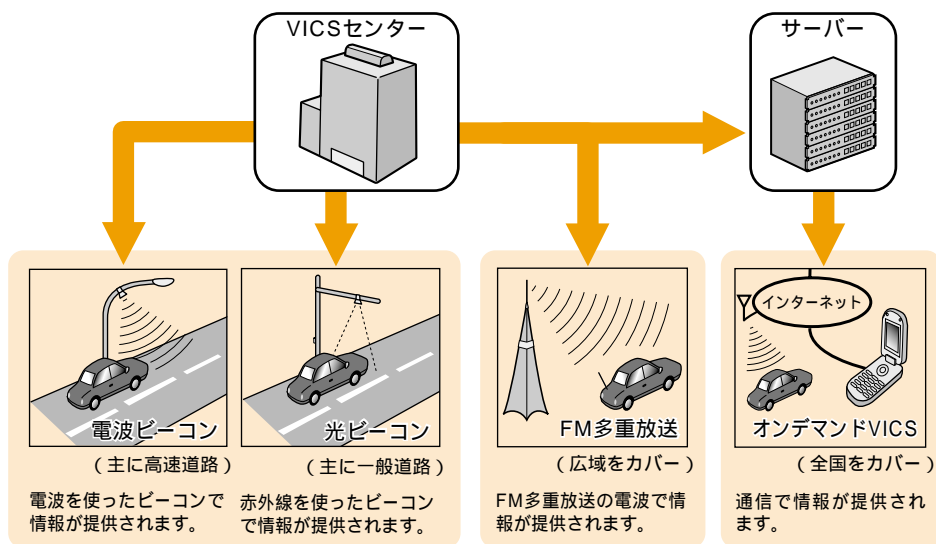 VICSセンター
サーバー
電波ビーコン
（主に高速道路）
電波を使ったビーコンで
情報が提供されます。
光ビーコン
（主に一般道路）
赤外線を使ったビーコン
で情報が提供されます。
FM多重放送
（広域をカバー）
FM多重放送の電波で情
報が提供されます。
インターネット
オンデマンドVICS
（全国をカバー）
通信で情報が提供され
ます。